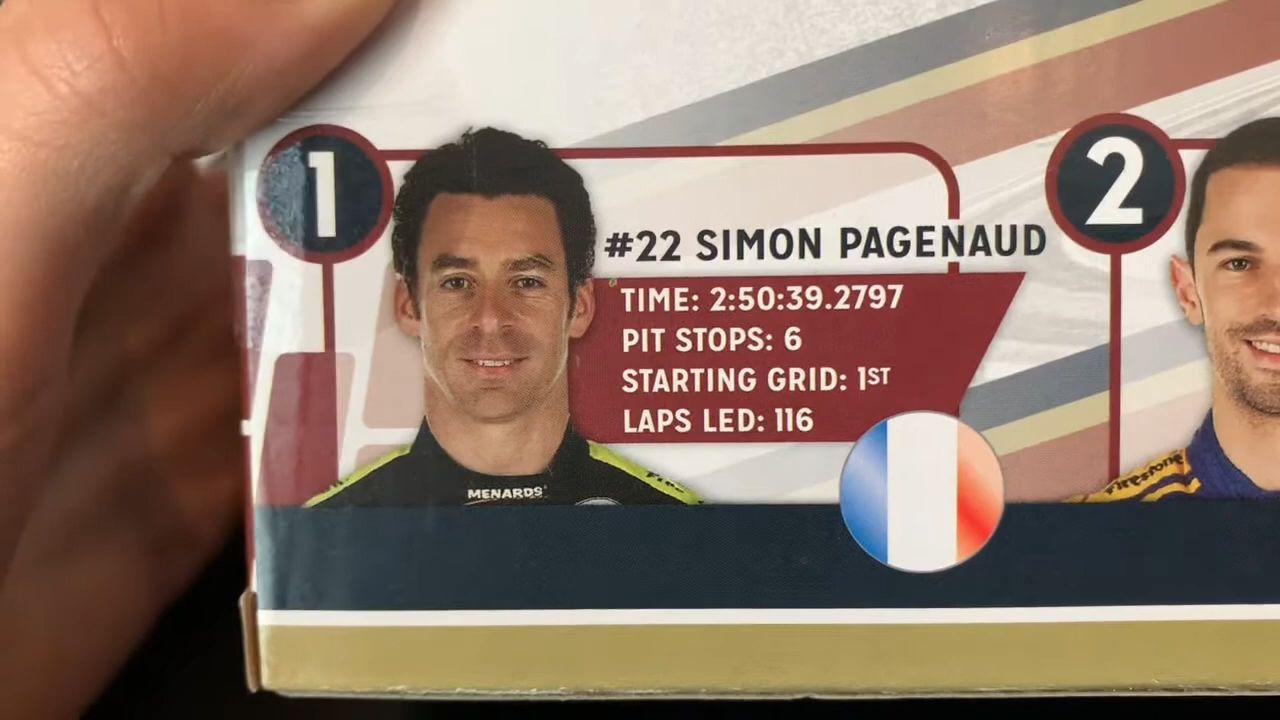 1
#22 SIMON PAGENAUD
TIME: 2:50:39.2797
PIT STOPS: 6
STARTING GRID: 1ST
LAPS LED: 116
MENARDS
2
Firestone